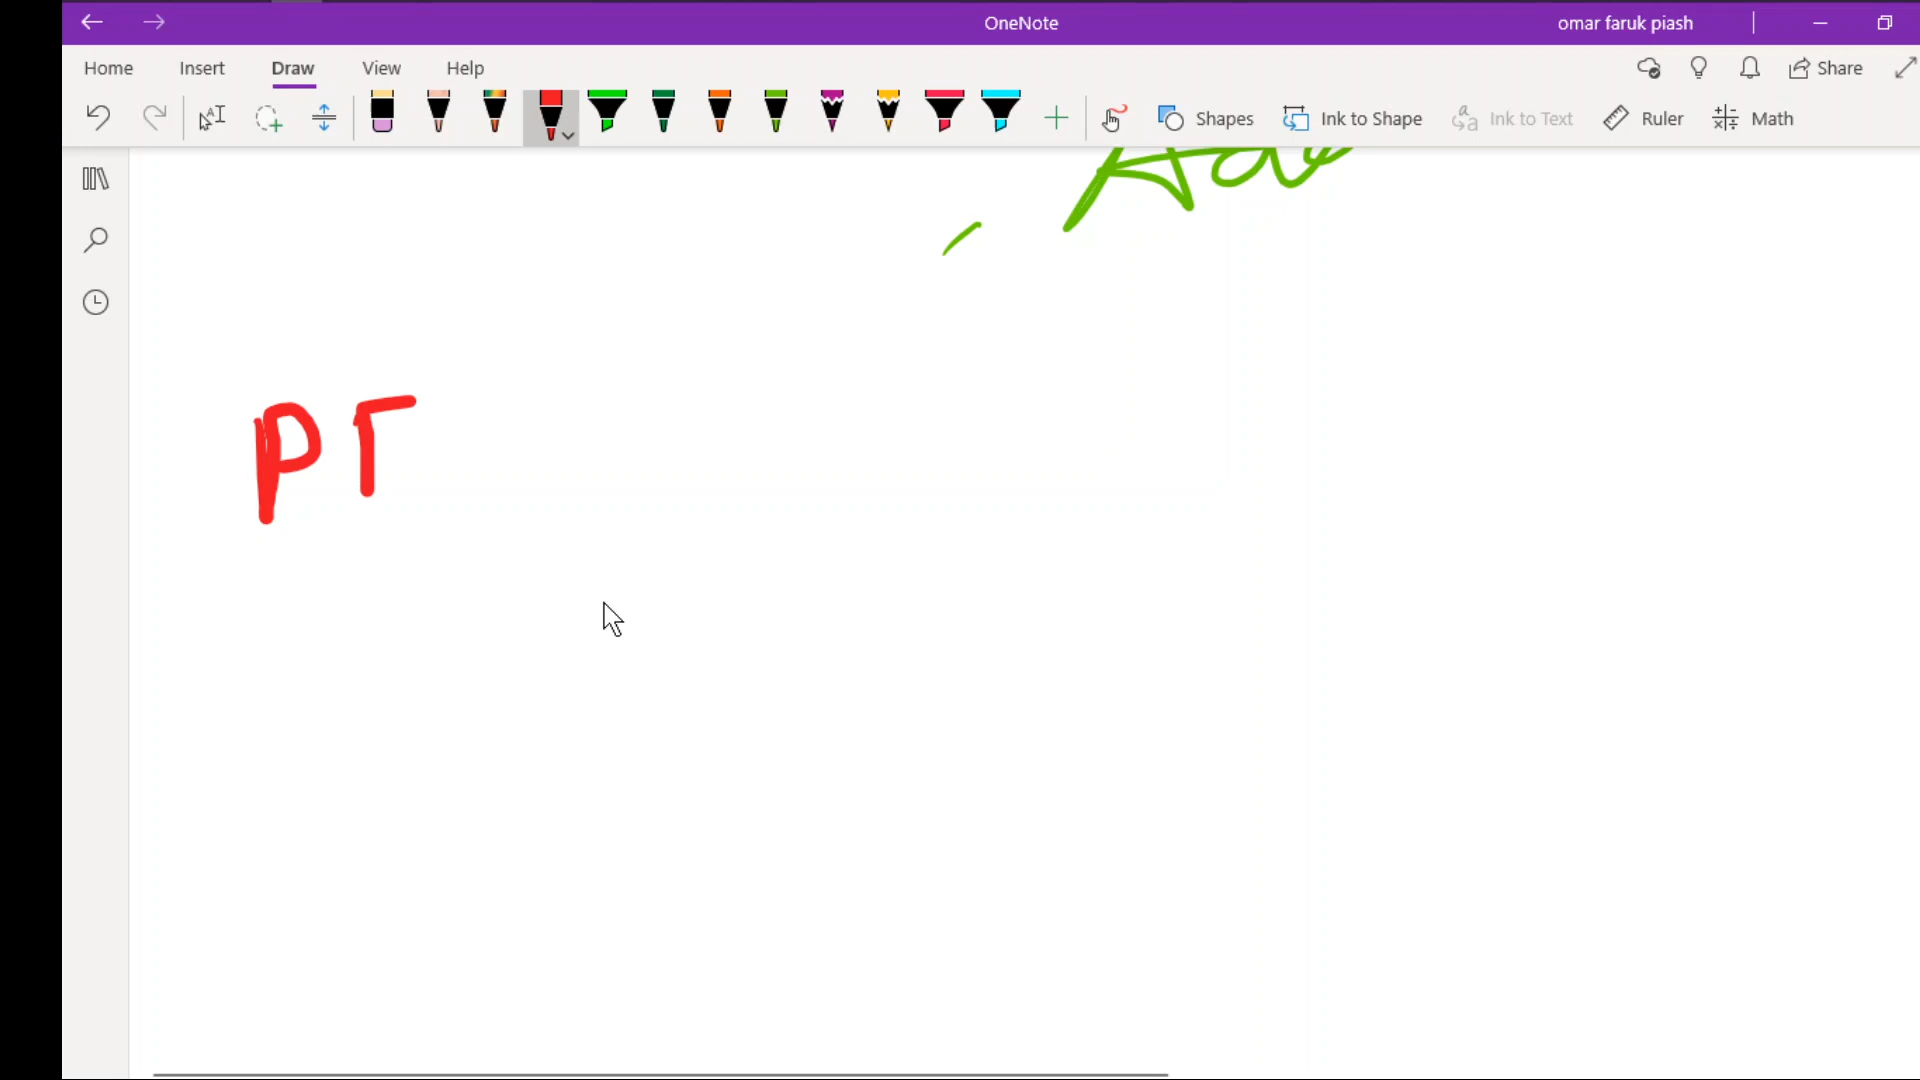 OneNote
omar faruk piash
Home Insert Draw View Help
Share
Shapes Ink to Shape Ink to Text Ruler Math
pr